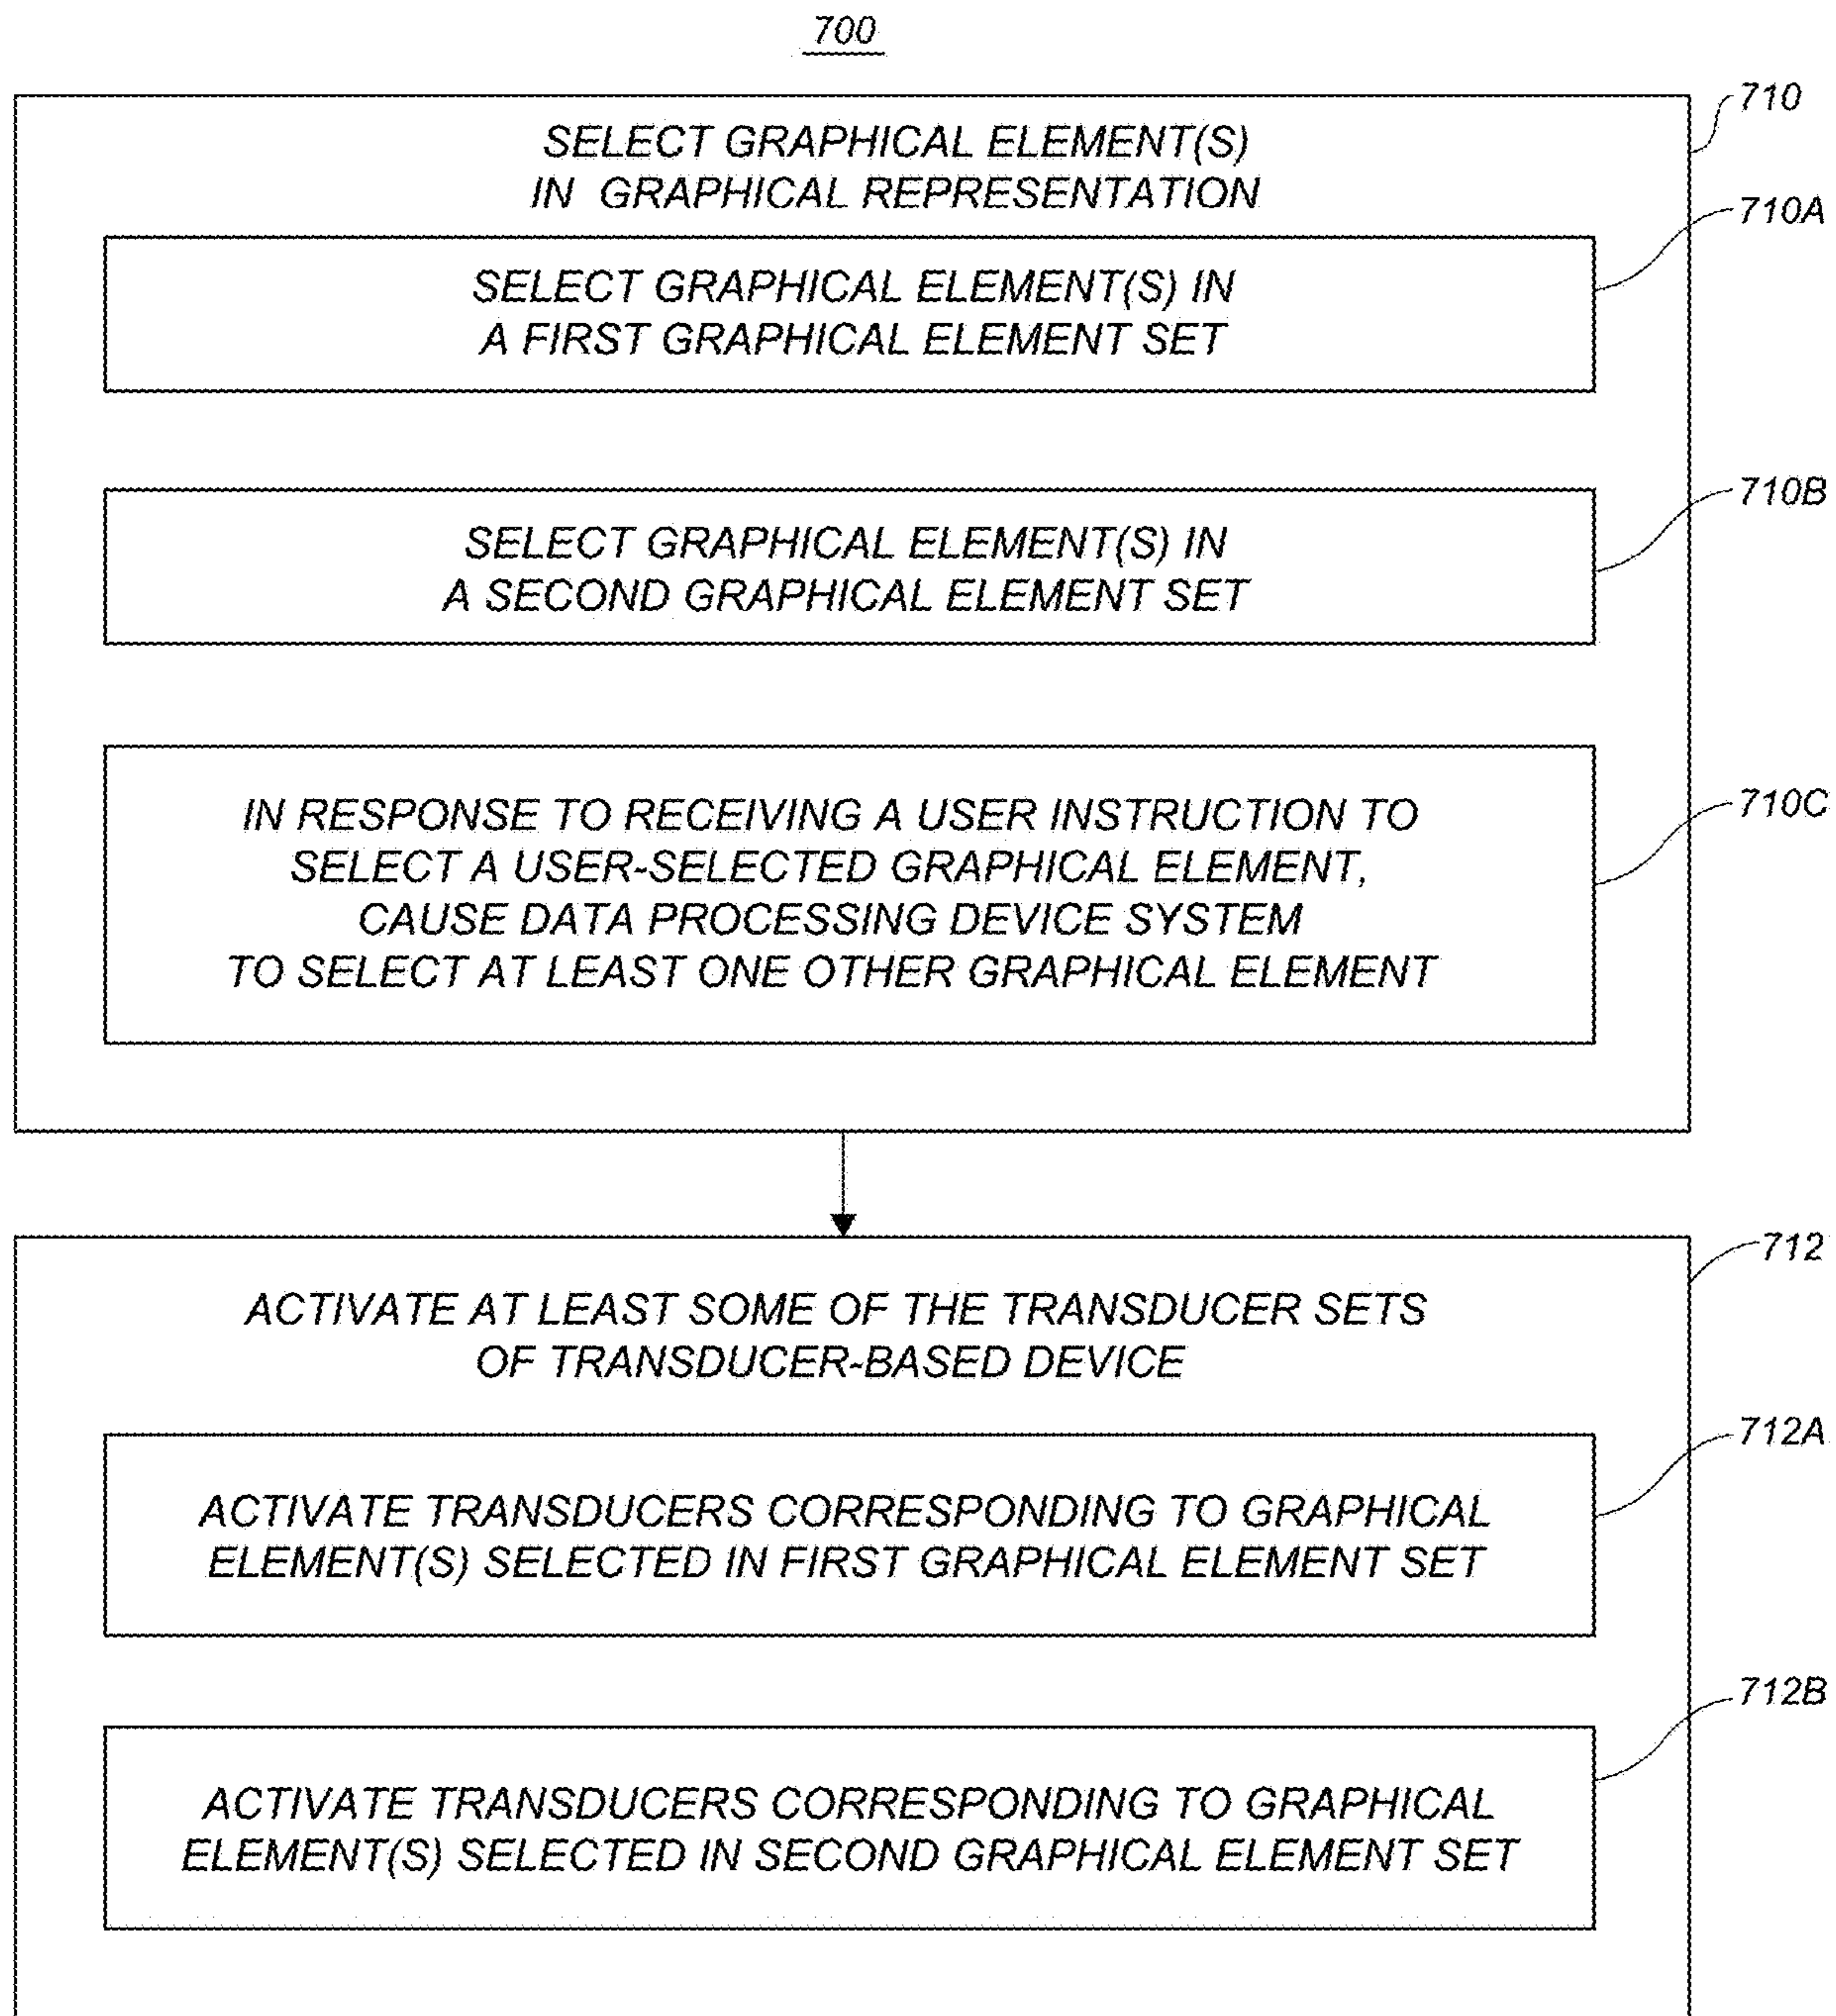 700
710
SELECT GRAPHICAL ELEMENT(S)
IN GRAPHICAL REPRESENTATION
710A
SELECT GRAPHICAL ELEMENT(S) IN
A FIRST GRAPHICAL ELEMENT SET
710B
SELECT GRAPHICAL ELEMENT(S) IN
A SECOND GRAPHICAL ELEMENT SET
710C
IN RESPONSE TO RECEIVING A USER INSTRUCTION TO
SELECT A USER-SELECTED GRAPHICAL ELEMENT,
CAUSE DATA PROCESSING DEVICE SYSTEM
TO SELECT AT LEAST ONE OTHER GRAPHICAL ELEMENT
712
ACTIVATE AT LEAST SOME OF THE TRANSDUCER SETS
OF TRANSDUCER-BASED DEVICE
712A
ACTIVATE TRANSDUCERS CORRESPONDING TO GRAPHICAL
ELEMENT(S) SELECTED IN FIRST GRAPHICAL ELEMENT SET
712B
ACTIVATE TRANSDUCERS CORRESPONDING TO GRAPHICAL
ELEMENT(S) SELECTED IN SECOND GRAPHICAL ELEMENT SET